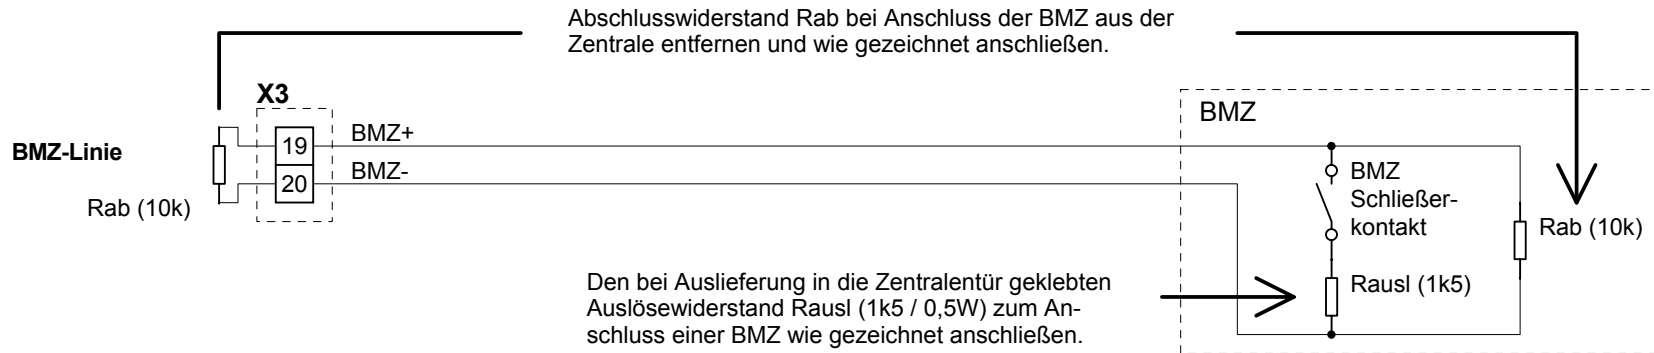 Abschlusswiderstand Rab bei Anschluss der BMZ aus der
Zentrale entfernen und wie gezeichnet anschließen.
X3
BMZ
BMZ-Linie
19
BMZ+
20
BMZ-
Rab (10k)
BMZ
Schließer-
kontakt
Rab (10k)
Den bei Auslieferung in die Zentralentür geklebten
Auslösewiderstand Rausl (1k5 / 0,5W) zum An-
schluss einer BMZ wie gezeichnet anschließen.
Rausl (1k5)